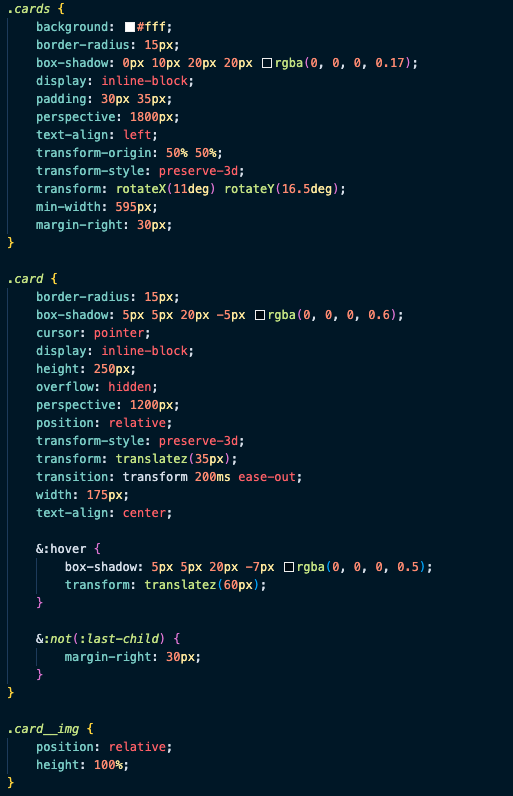 .cards {
    background: #fff;
    border-radius: 15px;
    box-shadow: 0px 10px 20px 20px rgba(0, 0, 0, 0.17);
    display: inline-block;
    padding: 30px 35px;
    perspective: 1800px;
    text-align: left;
    transform-origin: 50% 50%;
    transform-style: preserve-3d;
    transform: rotateX(11deg) rotateY(16.5deg);
    min-width: 595px;
    margin-right: 30px;
}

.card {
    border-radius: 15px;
    box-shadow: 5px 5px 20px -5px rgba(0, 0, 0, 0.6);
    cursor: pointer;
    display: inline-block;
    height: 250px;
    overflow: hidden;
    perspective: 1200px;
    position: relative;
    transform-style: preserve-3d;
    transform: translatez(35px);
    transition: transform 200ms ease-out;
    width: 175px;
    text-align: center;

    &:hover {
        box-shadow: 5px 5px 20px -7px rgba(0, 0, 0, 0.5);
        transform: translatez(60px);
    }

    &:not(:last-child) {
        margin-right: 30px;
    }
}

.card__img {
    position: relative;
    height: 100%;
}